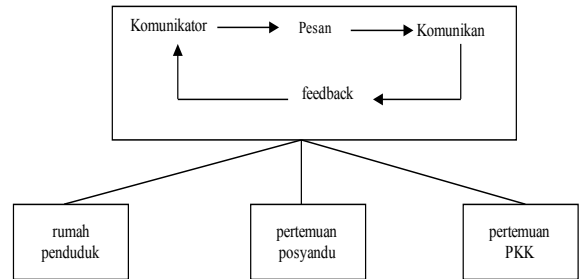 Komunikator Pesan Komunikan
feedback
rumah
penduduk
pertemuan
posyandu
pertemuan
PKK